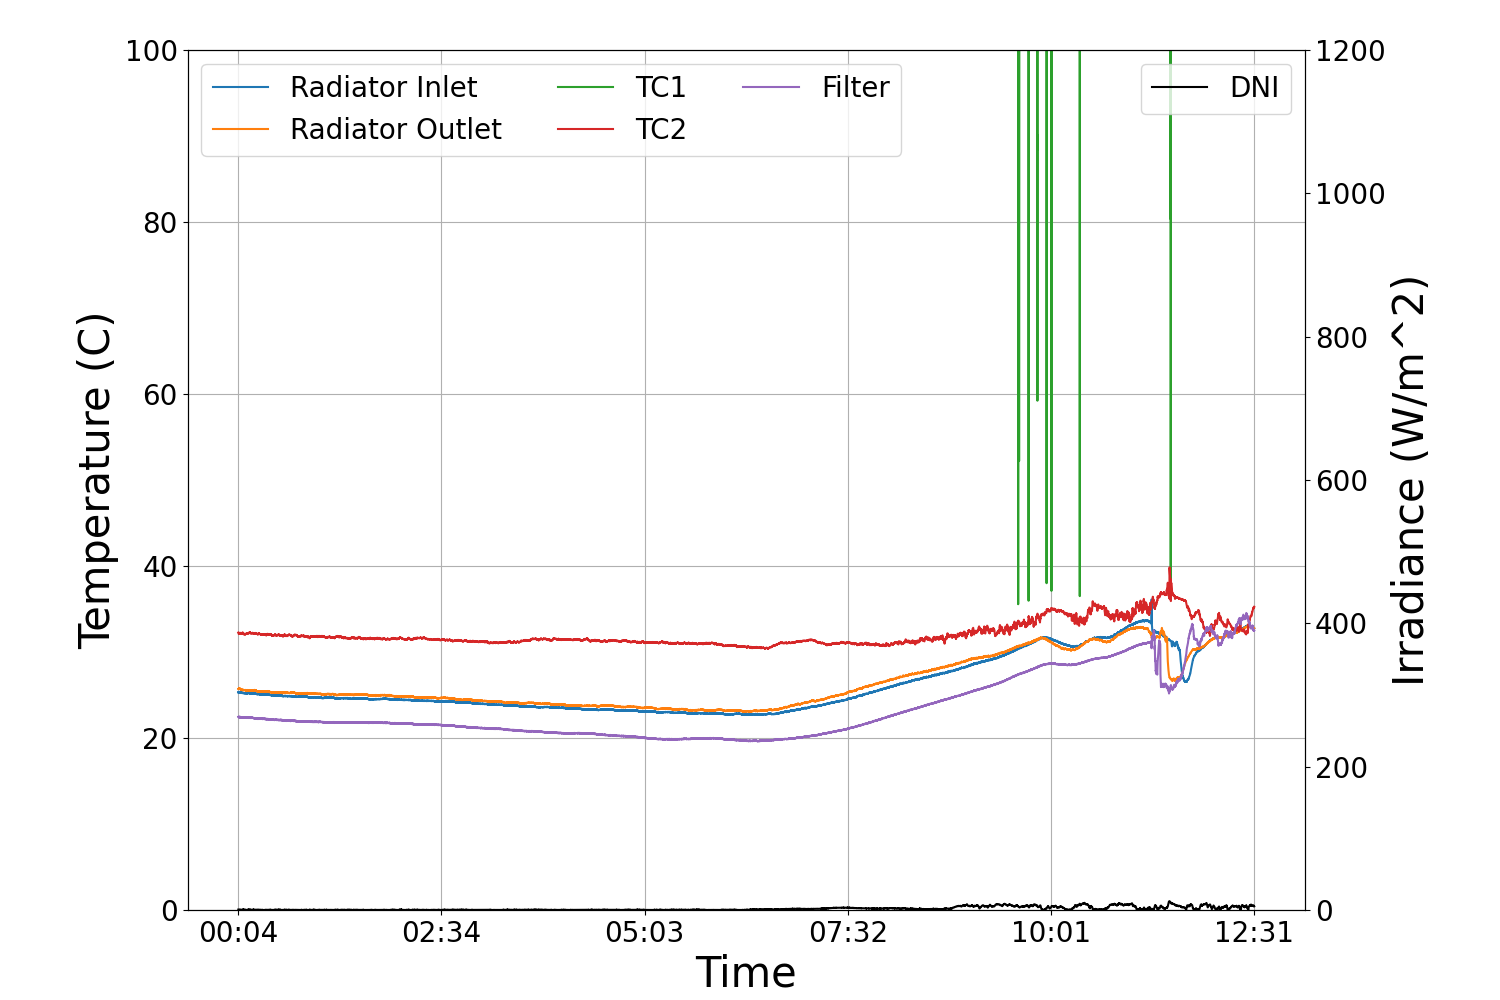 100
80
60
40
20
0
Temperature (C)
Radiator Inlet
Radiator Outlet
TC1
TC2
Filter
DNI
1200
1000
800
600
400
200
0
Irradiance (W/m^2)
00:04 02:34 05:03 07:32 10:01 12:31
Time